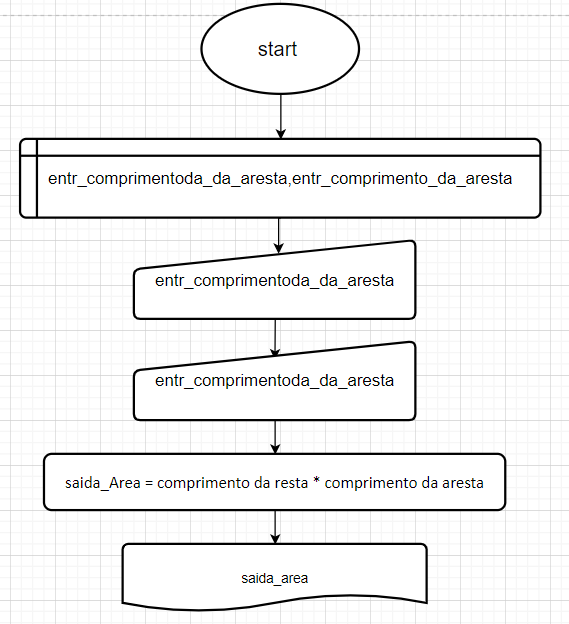 start
entr_comprimentoda_da_aresta,entr_comprimento_da_aresta
entr_comprimentoda_da_aresta
entr_comprimentoda_da_aresta
saida_Area = comprimento da resta * comprimento da aresta
saida_area